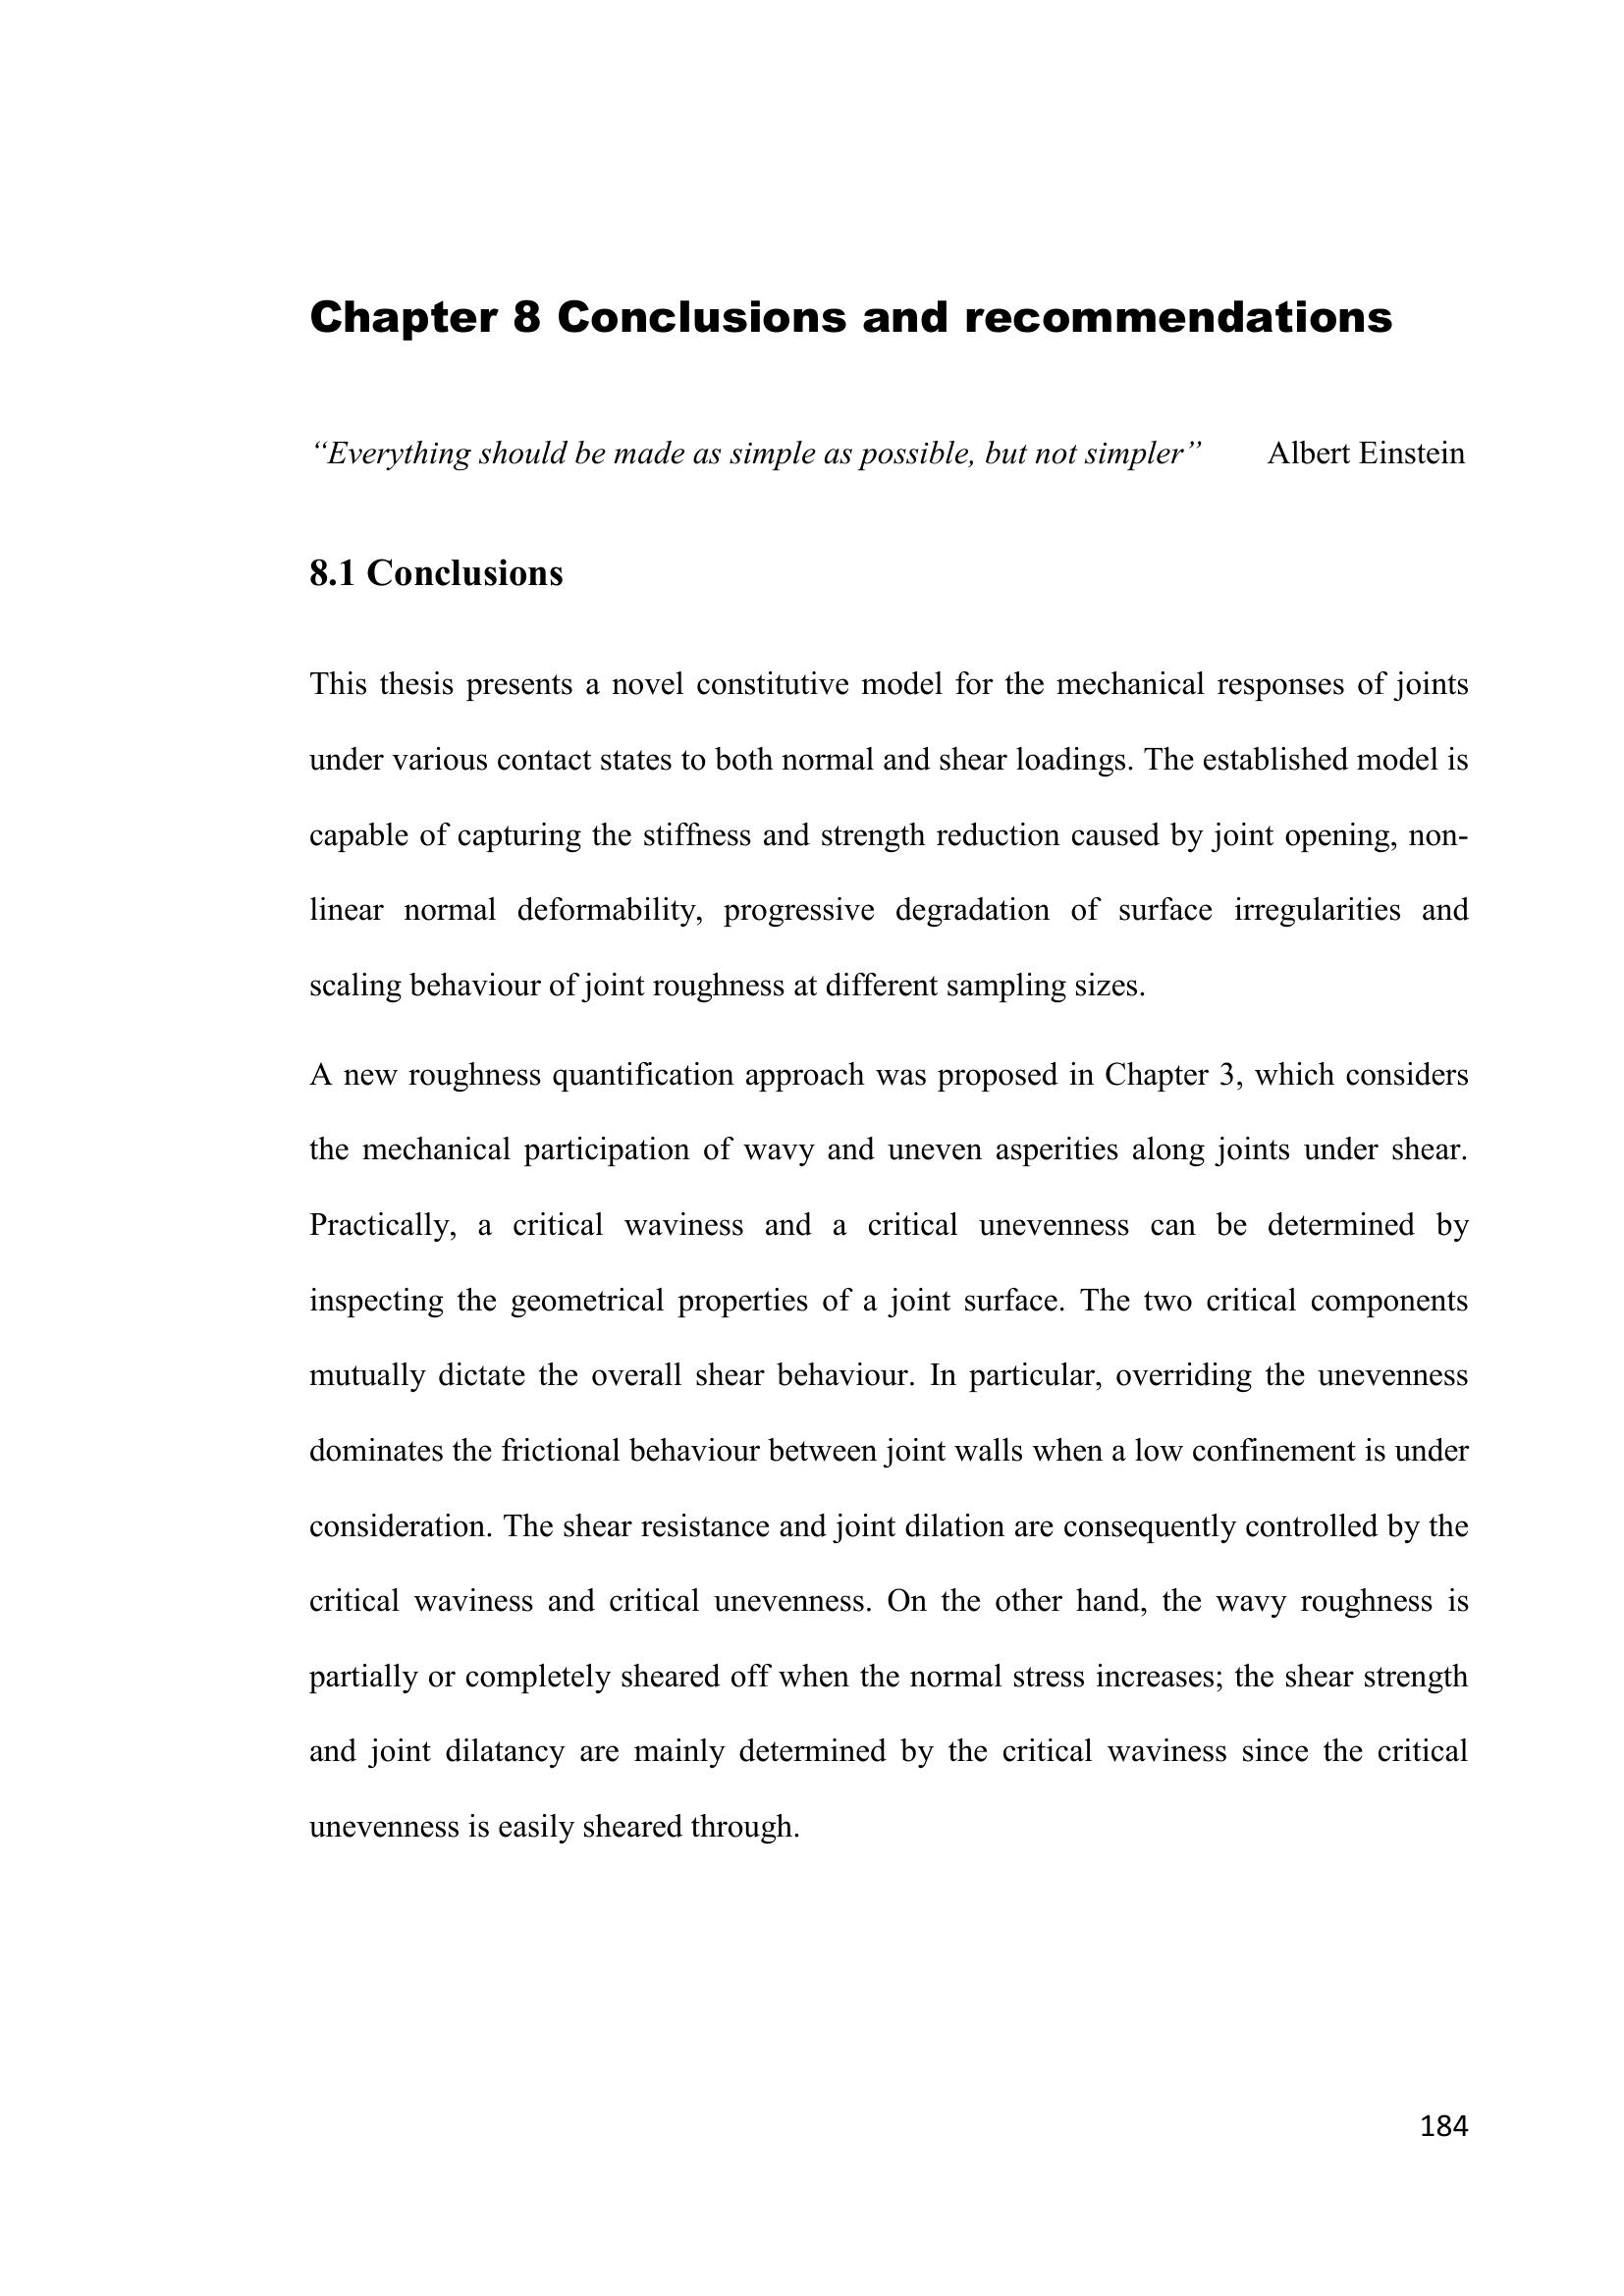 Chapter 8 Conclusions and recommendations
“Everything should be made as simple as possible, but not simpler” Albert Einstein
8.1 Conclusions
This thesis presents a novel constitutive model for the mechanical responses of joints
under various contact states to both normal and shear loadings. The established model is
capable of capturing the stiffness and strength reduction caused by joint opening, non-
linear normal deformability, progressive degradation of surface irregularities and
scaling behaviour of joint roughness at different sampling sizes.
A new roughness quantification approach was proposed in Chapter 3, which considers
the mechanical participation of wavy and uneven asperities along joints under shear.
Practically, a critical waviness and a critical unevenness can be determined by
inspecting the geometrical properties of a joint surface. The two critical components
mutually dictate the overall shear behaviour. In particular, overriding the unevenness
dominates the frictional behaviour between joint walls when a low confinement is under
consideration. The shear resistance and joint dilation are consequently controlled by the
critical waviness and critical unevenness. On the other hand, the wavy roughness is
partially or completely sheared off when the normal stress increases; the shear strength
and joint dilatancy are mainly determined by the critical waviness since the critical
unevenness is easily sheared through.
184